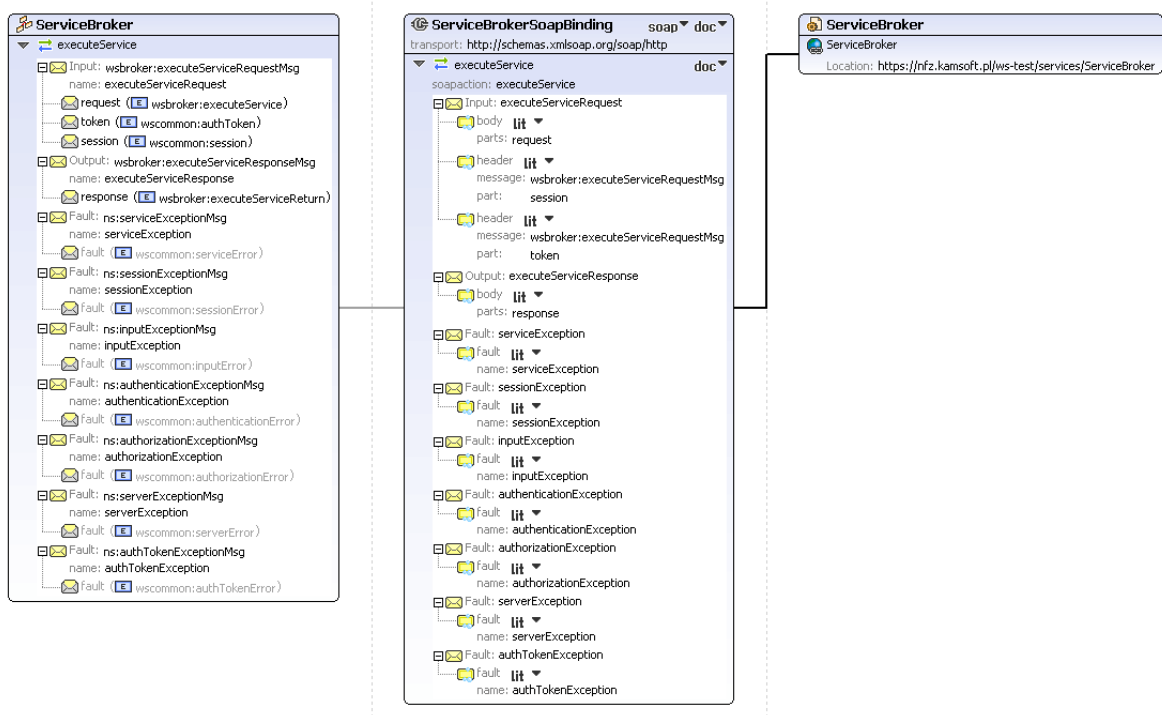 ServiceBroker
executeService
Input: wsbroker:executeServiceRequestMsg
name: executeServiceRequest
request (E wsbroker:executeService)
token (E wscommon:authToken)
session (E wscommon:session)
Output: wsbroker:executeServiceResponseMsg
name: executeServiceResponse
response (E wsbroker:executeServiceReturn)
Fault: ns:serviceExceptionMsg
name: serviceException
fault (E wscommon:serviceError)
Fault: ns:sessionExceptionMsg
name: sessionException
fault (E wscommon:sessionError)
Fault: ns:inputExceptionMsg
name: inputException
fault (E wscommon:inputError)
Fault: ns:authenticationExceptionMsg
name: authenticationException
fault (E wscommon:authenticationError)
Fault: ns:authorizationExceptionMsg
name: authorizationException
fault (E wscommon:authorizationError)
Fault: ns:serverExceptionMsg
name: serverException
fault (E wscommon:serverError)
Fault: ns:authTokenExceptionMsg
name: authTokenException
fault (E wscommon:authTokenError)
ServiceBrokerSoapBinding soap doc
transport: http://schemas.xmlsoap.org/soap/http
executeService doc
soapaction: executeService
Input: executeServiceRequest
body lit
parts: request
header lit
message: wsbroker:executeServiceRequestMsg
part: session
header lit
message: wsbroker:executeServiceRequestMsg
part: token
Output: executeServiceResponse
body lit
parts: response
Fault: serviceException
fault lit
name: serviceException
Fault: sessionException
fault lit
name: sessionException
Fault: inputException
fault lit
name: inputException
Fault: authenticationException
fault lit
name: authenticationException
Fault: authorizationException
fault lit
name: authorizationException
Fault: serverException
fault lit
name: serverException
Fault: authTokenException
fault lit
name: authTokenException
ServiceBroker
ServiceBroker
Location: https://nfz.kamsoft.pl/ws-test/services/ServiceBroker